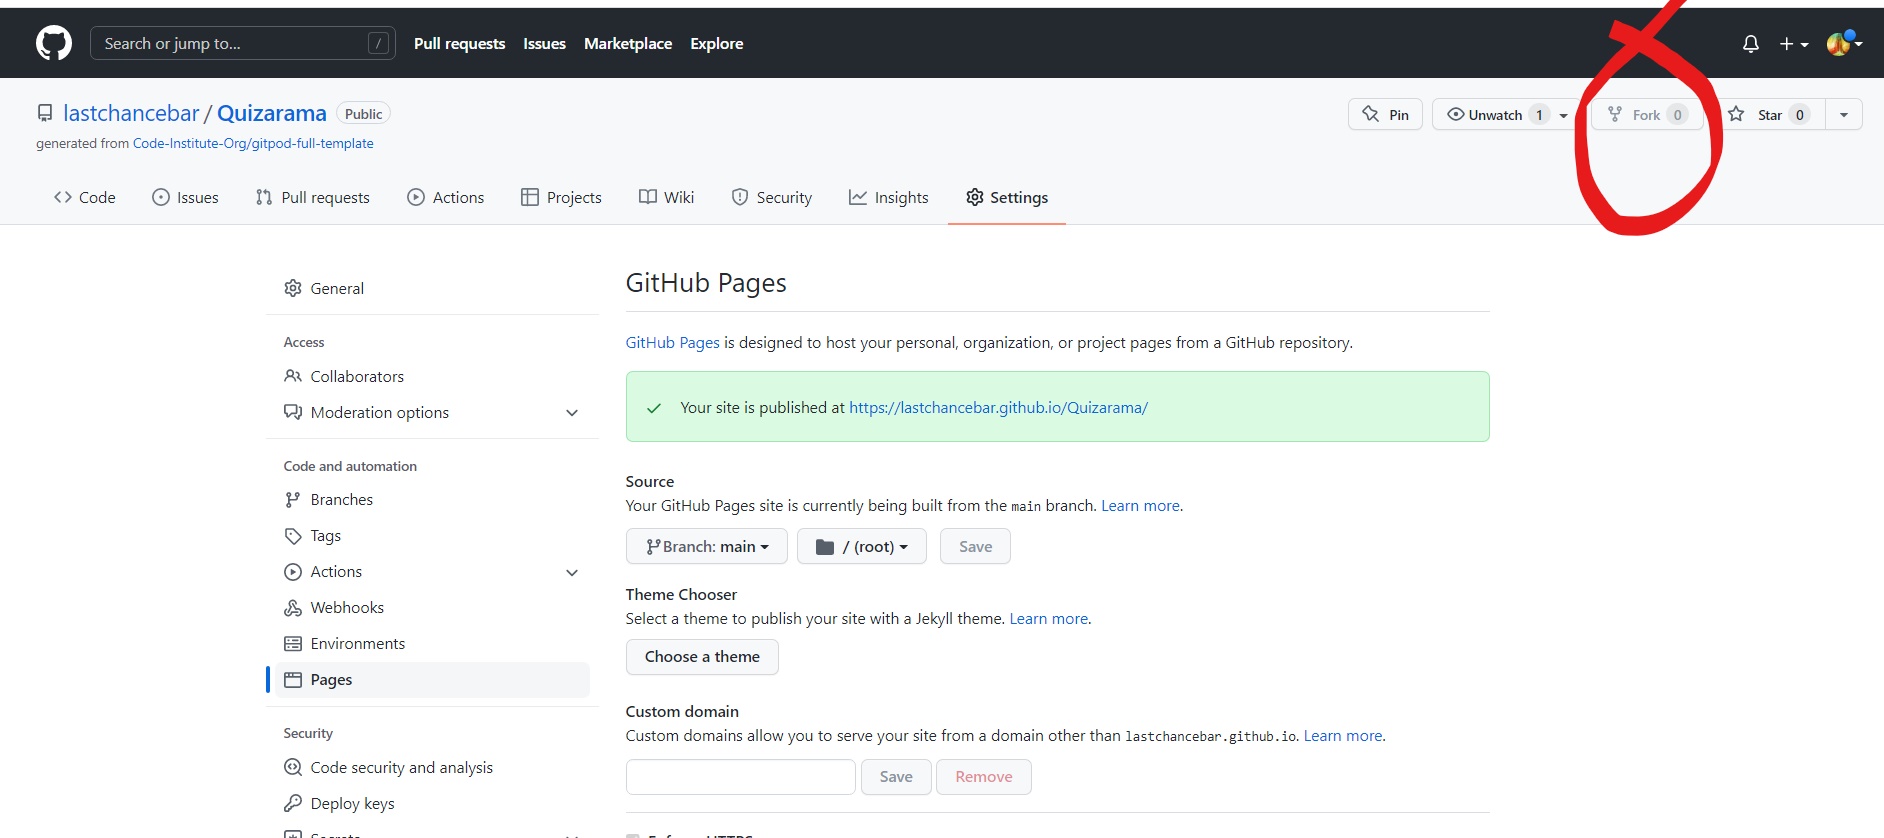 Search or jump to... /
Pull requests Issues Marketplace Explore
lastchancebar / Quizarama Public
generated from Code-Institute-Org/gitpod-full-template
Pin Unwatch 1 Fork 0 Star 0
Code Issues Pull requests Actions Projects Wiki Security Insights Settings
General
Access
Collaborators
Moderation options
Code and automation
Branches
Tags
Actions
Webhooks
Environments
Pages
Security
Code security and analysis
Deploy keys
Secrets
GitHub Pages
GitHub Pages is designed to host your personal, organization, or project pages from a GitHub repository.
Your site is published at https://lastchancebar.github.io/Quizarama/
Source
Your GitHub Pages site is currently being built from the main branch. Learn more.
Branch: main / (root) Save
Theme Chooser
Select a theme to publish your site with a Jekyll theme. Learn more.
Choose a theme
Custom domain
Custom domains allow you to serve your site from a domain other than lastchancebar.github.io. Learn more.
Save Remove
Enforce HTTPS